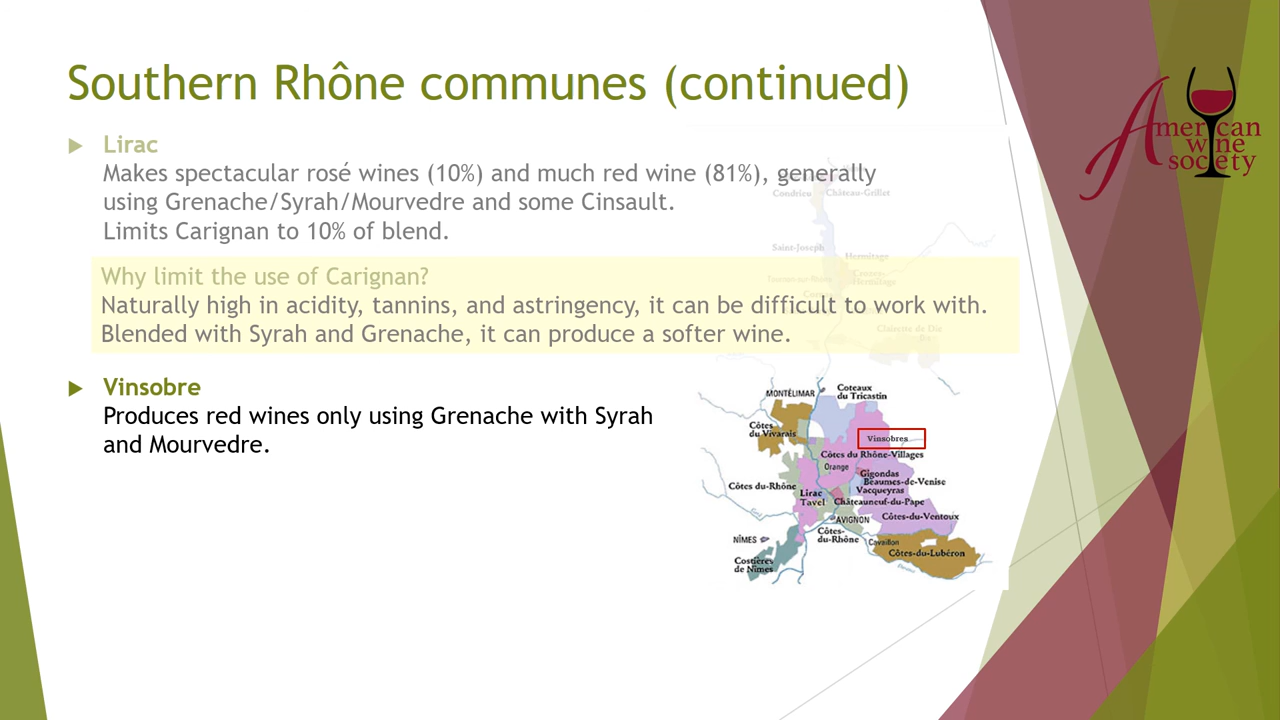 Southern Rhône communes (continued)
American
wine
society
Lirac
Makes spectacular rosé wines (10%) and much red wine (81%), generally
using Grenache/Syrah/Mourvedre and some Cinsault.
Limits Carignan to 10% of blend.
Why limit the use of Carignan?
Naturally high in acidity, tannins, and astringency, it can be difficult to work with.
Blended with Syrah and Grenache, it can produce a softer wine.
Vinsobre
Produces red wines only using Grenache with Syrah
and Mourvedre.
Condrieu
Château-Grillet
Saint-Joseph
Hermitage
Crozes-
Hermitage
Clairette de Die
MONTÉLIMAR
Coteaux
du Tricastin
Côtes
du Vivarais
Vinsobres
Côtes du Rhône-Villages
Orange
Gigondas
Beaumes-de-Venise
Vacqueyras
Côtes du-Rhône
Lirac
Tavel
Châteauneuf-du-Pape
AVIGNON
Côtes-du-Ventoux
Côtes-
du-Rhône
NÎMES
Cavaillon
Côtes-du-Lubéron
Costières
de Nîmes